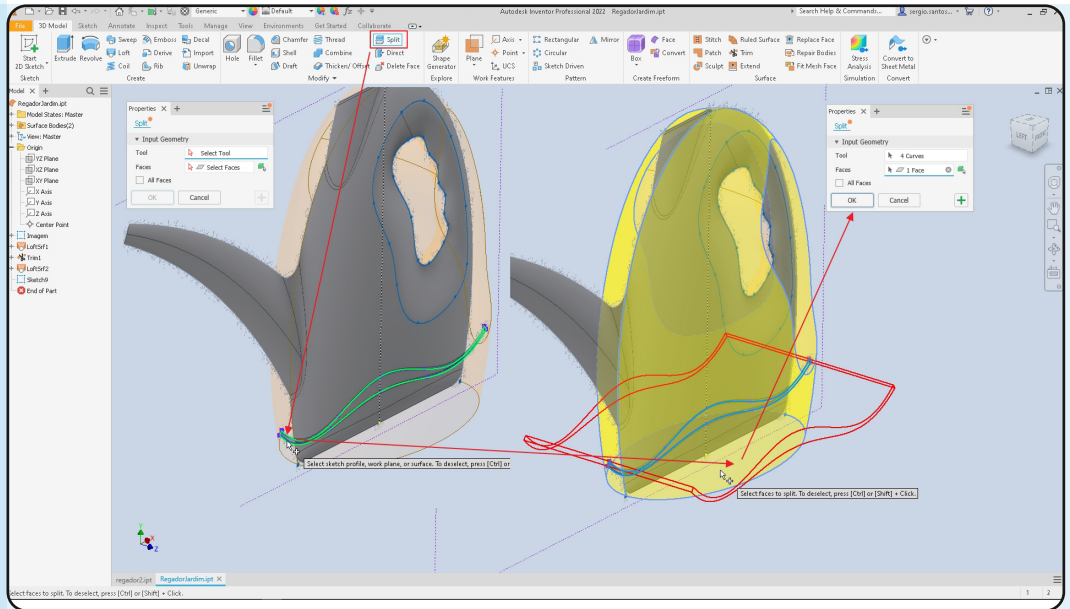 Autodesk Inventor Professional 2022 RegadorJardim.ipt
Generic
Default
Search Help & Commands...
sergio.santos...
File 3D Model Sketch Annotate Inspect Tools Manage View Environments Get Started Collaborate
Start
2D Sketch
Extrude Revolve
Sweep Emboss Decal
Loft Derive Import
Coil Rib Unwrap
Hole Fillet
Chamfer Thread Split
Shell Combine Direct
Draft Thicken/ Offset Delete Face
Shape
Generator
Plane
Axis
Point
UCS
Rectangular Mirror
Circular
Sketch Driven
Box
Face
Convert
Stitch Ruled Surface Replace Face
Patch Trim Repair Bodies
Sculpt Extend Fit Mesh Face
Stress
Analysis
Convert to
Sheet Metal
Sketch Create Modify Explore Work Features Pattern Create Freeform Surface Simulation Convert
Model × +
RegadorJardim.ipt
Model States: Master
Surface Bodies(2)
View: Master
Origin
YZ Plane
XZ Plane
XY Plane
X Axis
Y Axis
Z Axis
Center Point
Imagem
LoftSrf1
Trim1
LoftSrf2
Sketch9
End of Part
Properties × +
Split
Input Geometry
Tool Select Tool
Faces Select Faces
All Faces
OK Cancel
Properties × +
Split
Input Geometry
Tool 4 Curves
Faces 1 Face
All Faces
OK Cancel
LEFT
Select sketch profile, work plane, or surface. To deselect, press [Ctrl] or
Select faces to split. To deselect, press [Ctrl] or [Shift] + Click.
Y
X
Z
regador2.ipt RegadorJardim.ipt ×
Select faces to split. To deselect, press [Ctrl] or [Shift] + Click.
1 2